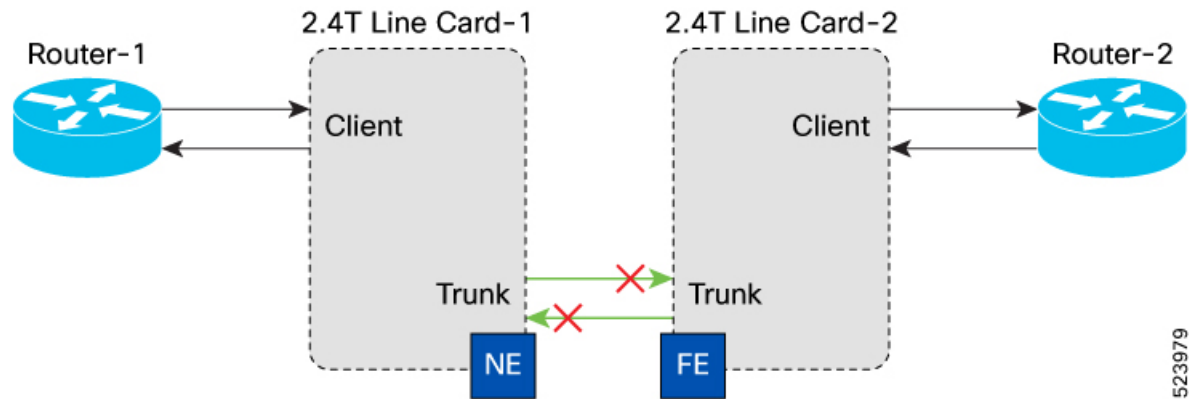 2.4T Line Card-1
2.4T Line Card-2
Router-1
Router-2
Client
Client
Trunk
Trunk
NE
FE
523979